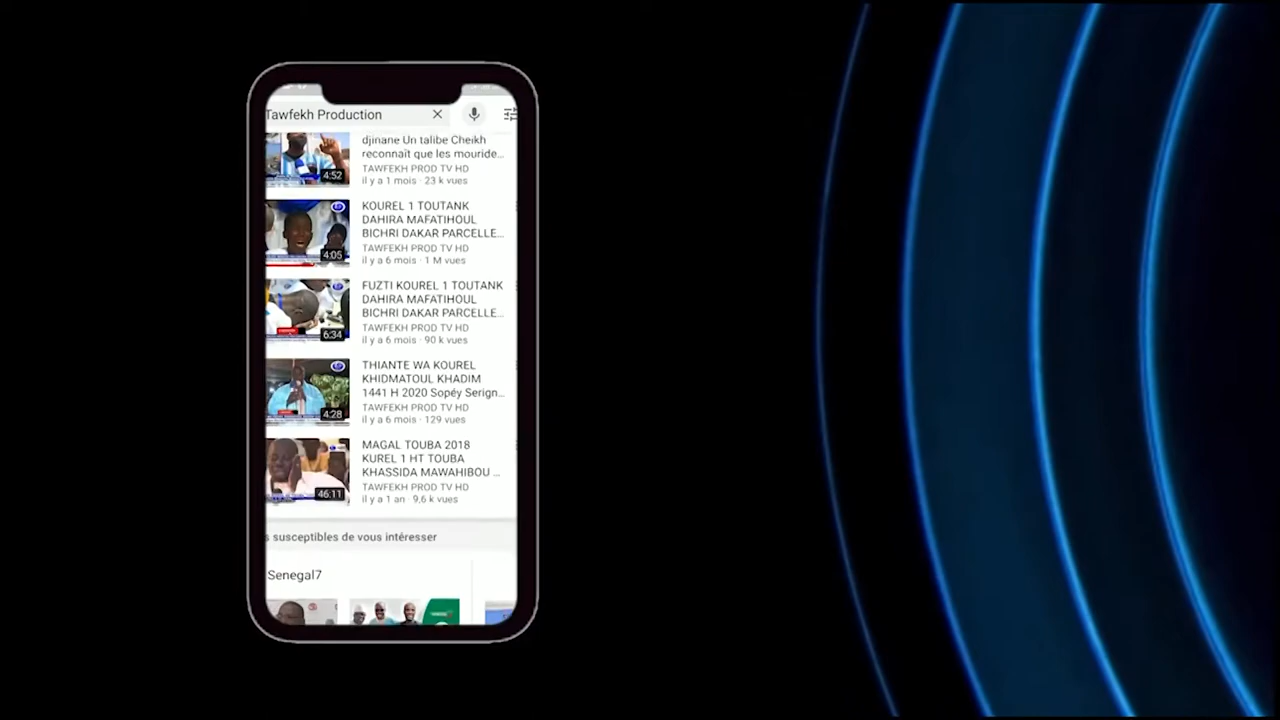 Tawfekh Production
djinane Un talibe Cheikh
reconnaît que les mouride...
TAWFEKH PROD TV HD
il y a 1 mois · 23 k vues
4:52
KOUREL 1 TOUTANK
DAHIRA MAFATIHOUL
BICHRI DAKAR PARCELLE...
TAWFEKH PROD TV HD
il y a 6 mois · 1 M vues
4:05
FUZTI KOUREL 1 TOUTANK
DAHIRA MAFATIHOUL
BICHRI DAKAR PARCELLE...
TAWFEKH PROD TV HD
il y a 6 mois · 90 k vues
6:34
THIANTE WA KOUREL
KHIDMATOUL KHADIM
1441 H 2020 Sopéy Serign...
TAWFEKH PROD TV HD
il y a 6 mois · 129 vues
4:28
MAGAL TOUBA 2018
KUREL 1 HT TOUBA
KHASSIDA MAWAHIBOU ...
TAWFEKH PROD TV HD
il y a 1 an · 9,6 k vues
46:11
s susceptibles de vous intéresser
Senegal7